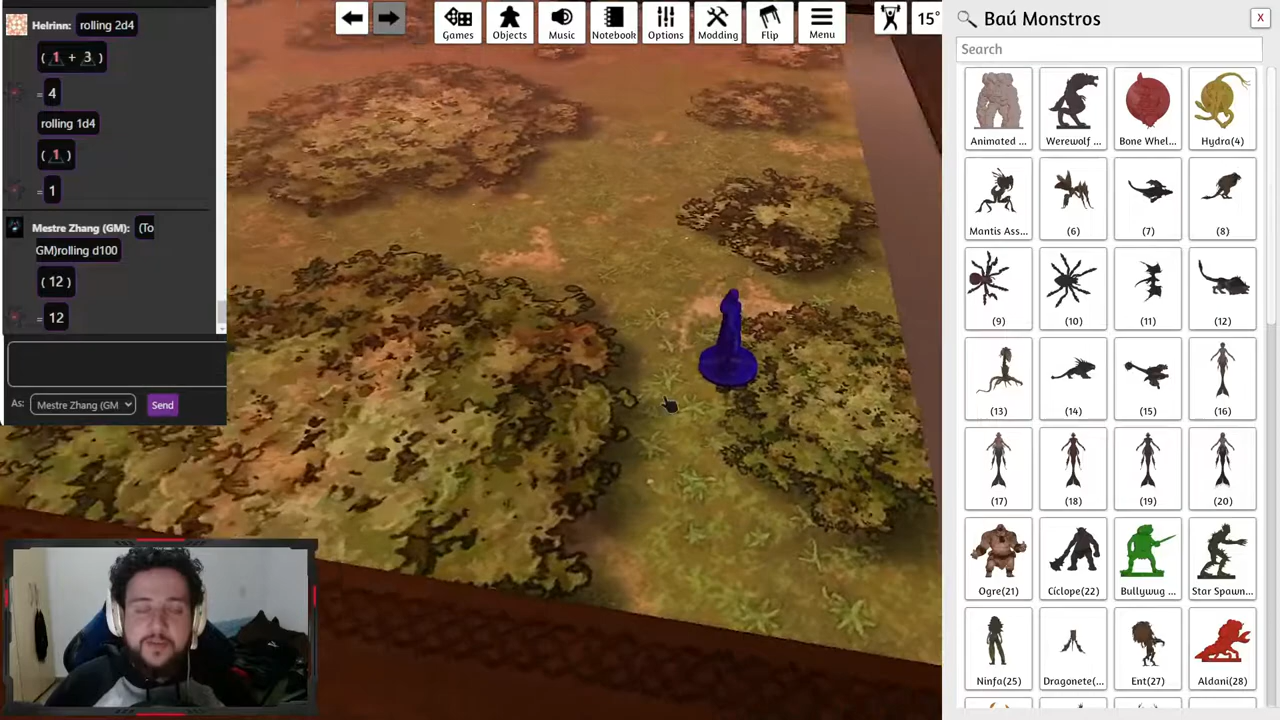 Helrinn: rolling 2d4
( 1 + 3 )
= 4
rolling 1d4
( 1 )
= 1
Mestre Zhang (GM): (To
GM)rolling d100
( 12 )
= 12
As: Mestre Zhang (GM Send
Games Objects Music Notebook Options Modding Flip Menu 15°
Baú Monstros X
Search
Animated ... Werewolf ... Bone Whel... Hydra(4)
Mantis Ass... (6) (7) (8)
(9) (10) (11) (12)
(13) (14) (15) (16)
(17) (18) (19) (20)
Ogre(21) Cíclope(22) Bullywug ... Star Spawn...
Ninfa(25) Dragonete(... Ent(27) Aldani(28)